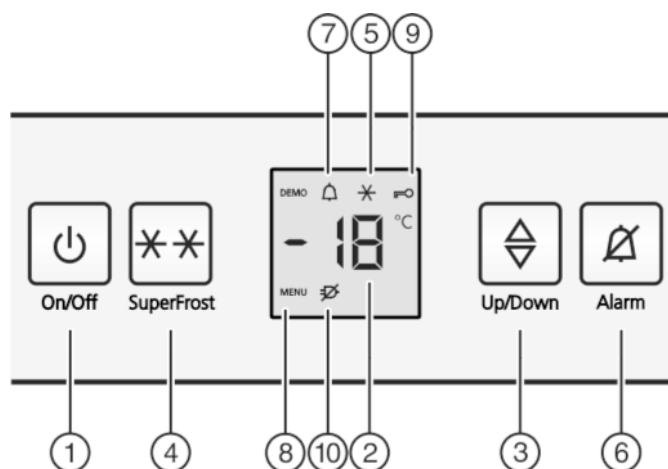 7 5 9
DEMO
-18 °C
MENU
On/Off SuperFrost Up/Down Alarm
1 4 8 10 2 3 6